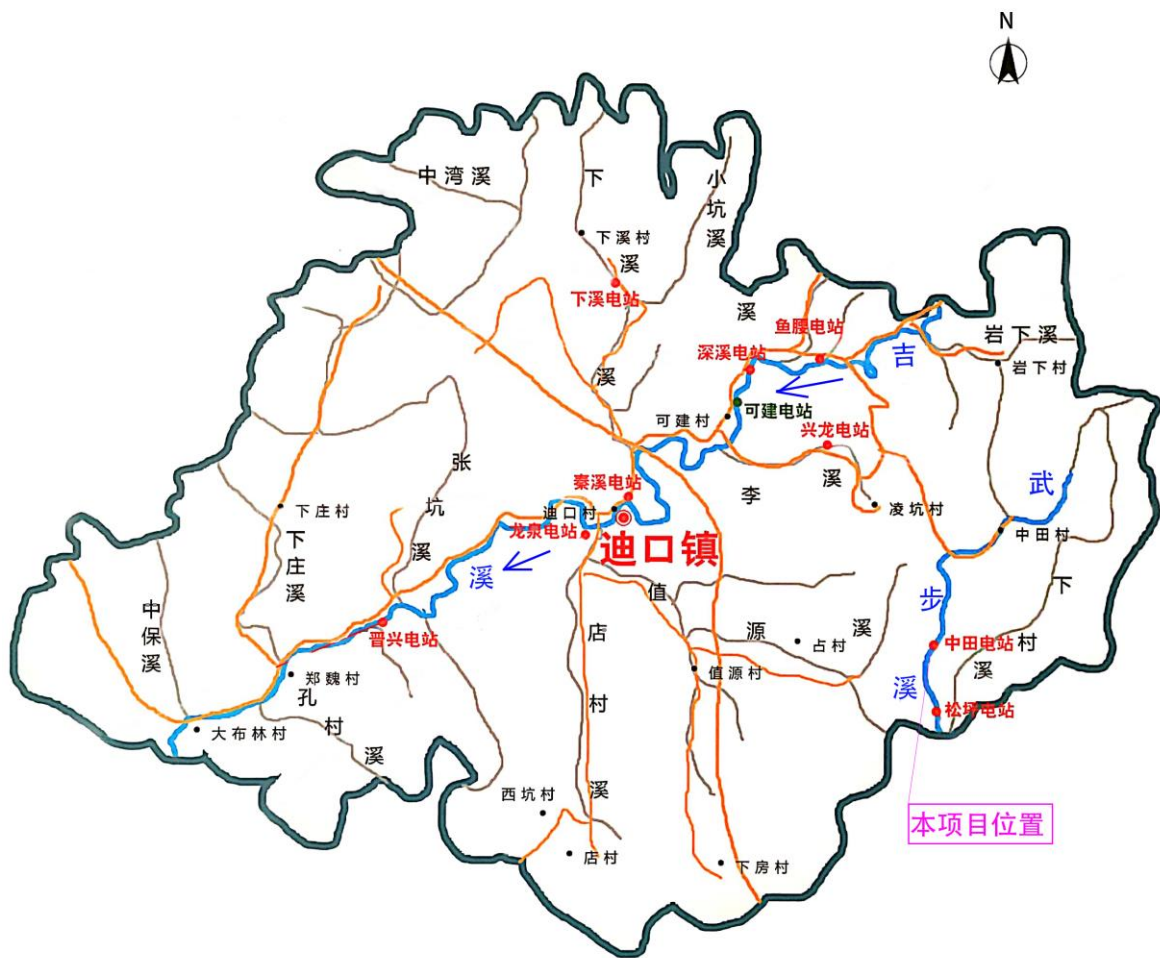 N
中湾溪
下溪
下溪村
下溪电站
小坑溪
溪
溪
鱼腰电站
深溪电站
吉
岩下溪
岩下村
可建电站
可建村
兴龙电站
李溪
凌坑村
武步溪
中田村
张坑溪
秦溪电站
迪口村
龙泉电站
迪口镇
下庄村
下庄溪
溪
值源溪
占村
下村溪
中田电站
中保溪
晋兴电站
店村溪
值源村
郑魏村
孔村溪
松坪电站
大布林村
西坑村
本项目位置
店村
下房村